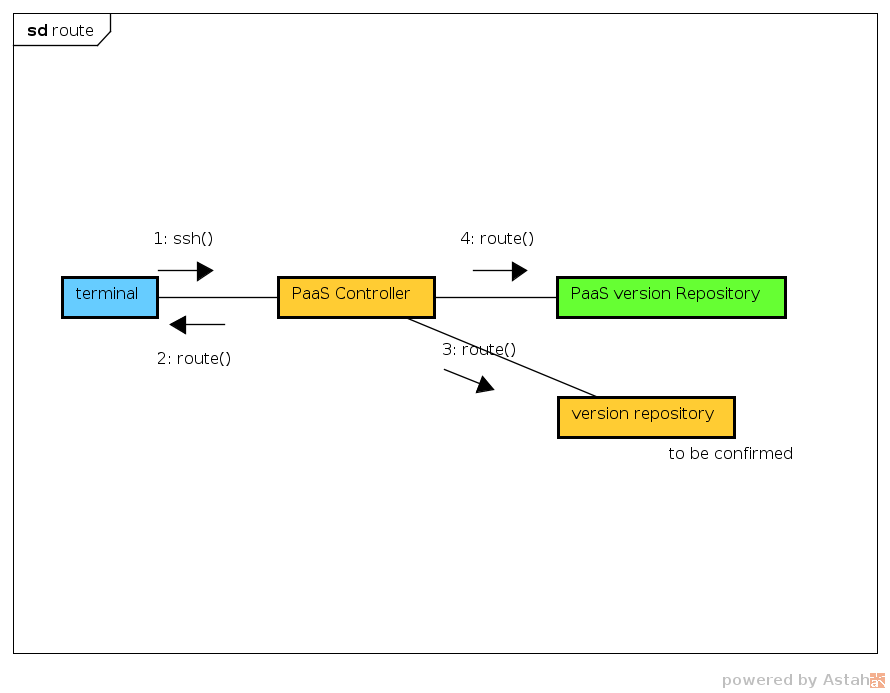 sd route
1: ssh()
4: route()
terminal
PaaS Controller
PaaS version Repository
2: route()
3: route()
version repository
to be confirmed
powered by Astah